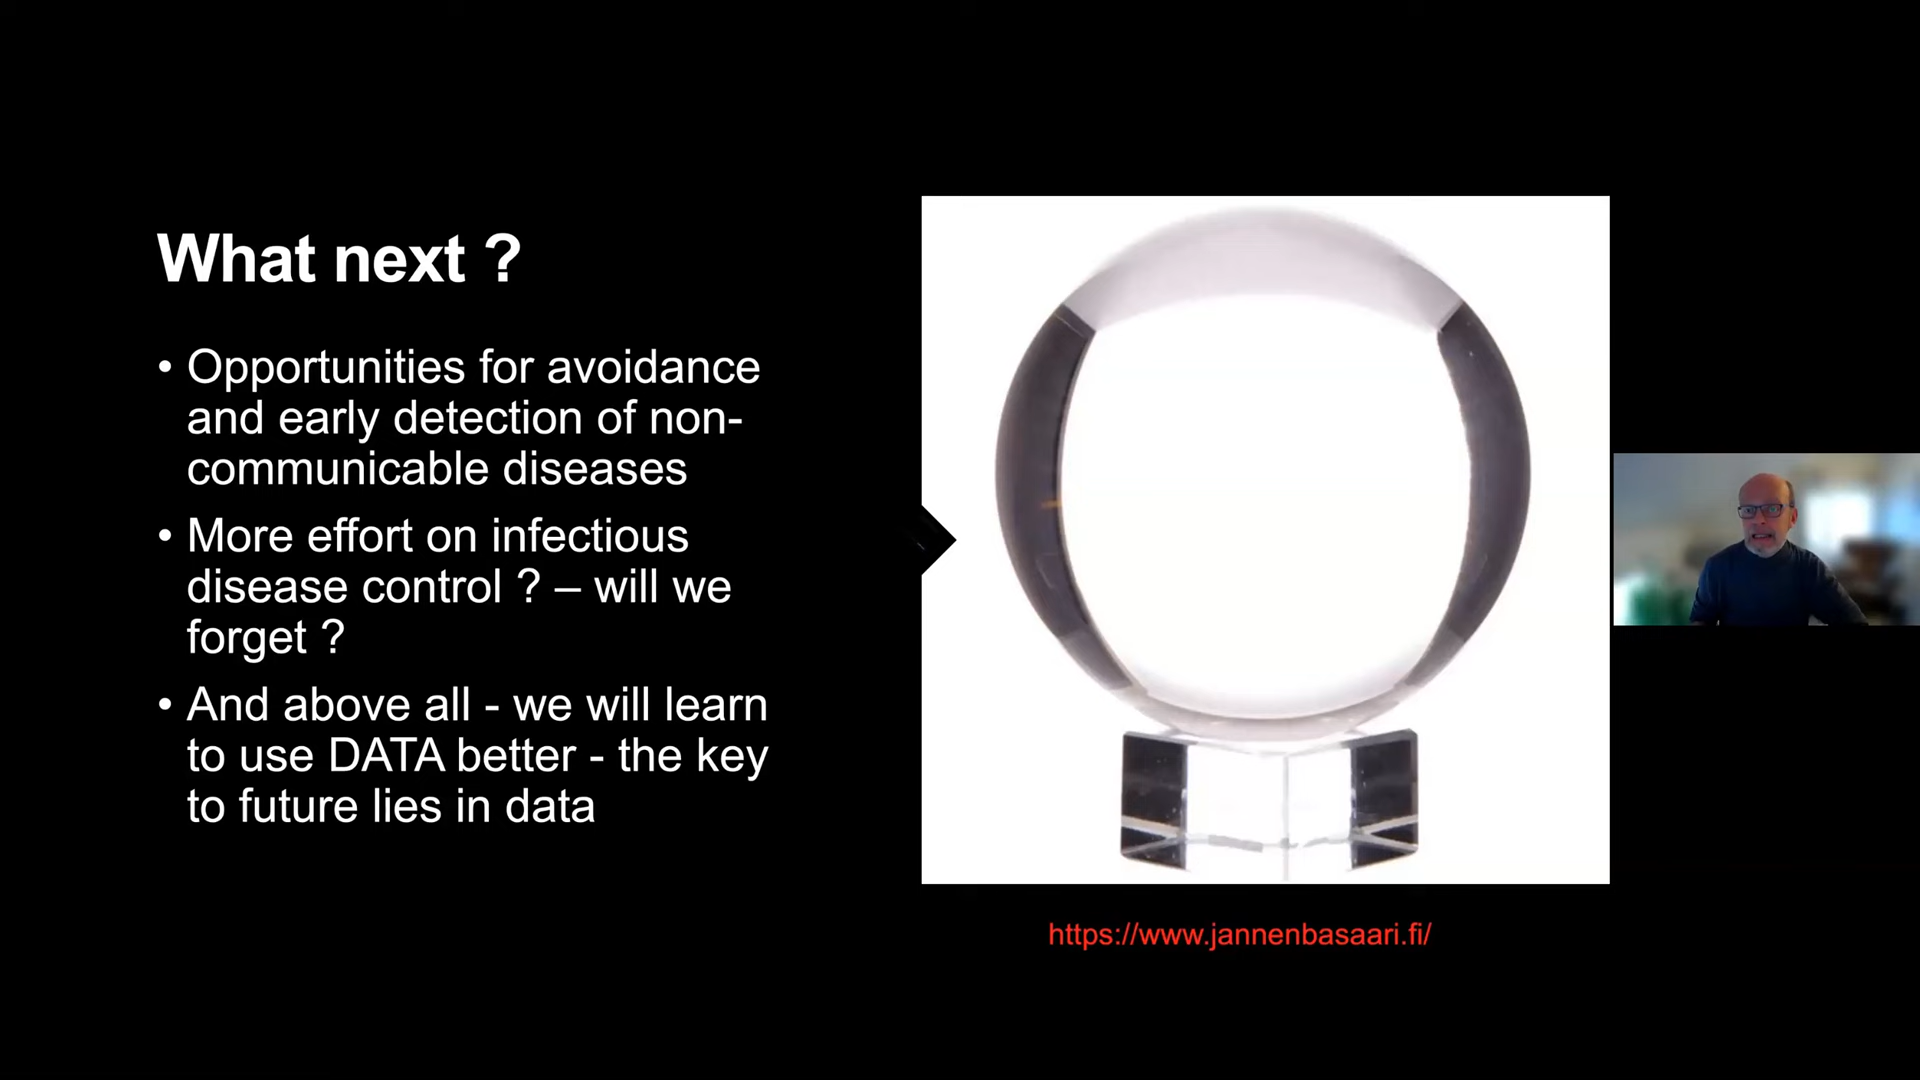 What next ?
• Opportunities for avoidance
and early detection of non-
communicable diseases
• More effort on infectious
disease control ? – will we
forget ?
• And above all - we will learn
to use DATA better - the key
to future lies in data
https://www.jannenbasaari.fi/